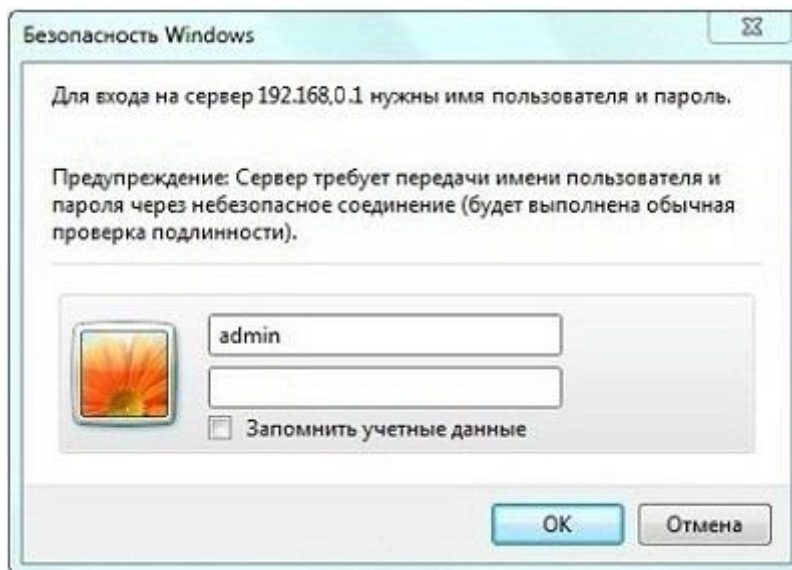 Безопасность Windows
Для входа на сервер 192.168,0.1 нужны имя пользователя и пароль.
Предупреждение: Сервер требует передачи имени пользователя и
пароля через небезопасное соединение (будет выполнена обычная
проверка подлинности).
admin
Запомнить учетные данные
OK
Отмена